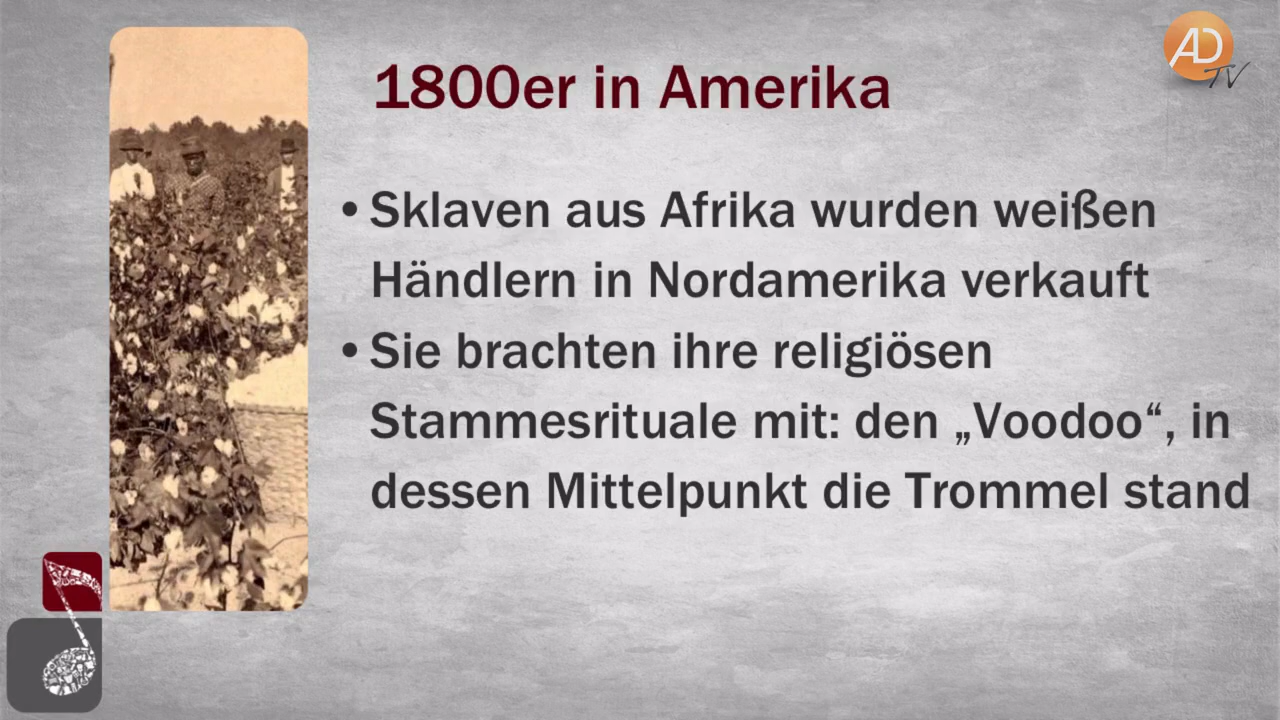 AD
TV
1800er in Amerika
• Sklaven aus Afrika wurden weißen
Händlern in Nordamerika verkauft
• Sie brachten ihre religiösen
Stammesrituale mit: den „Voodoo“, in
dessen Mittelpunkt die Trommel stand